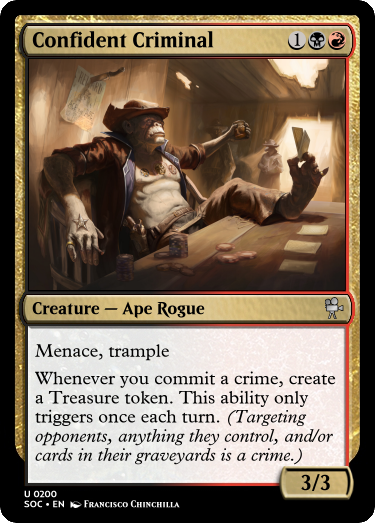 Confident Criminal 1
Creature — Ape Rogue
Menace, trample
Whenever you commit a crime, create
a Treasure token. This ability only
triggers once each turn. (Targeting
opponents, anything they control, and/or
cards in their graveyards is a crime.)
3/3
U 0200
SOC • EN Francisco Chinchilla